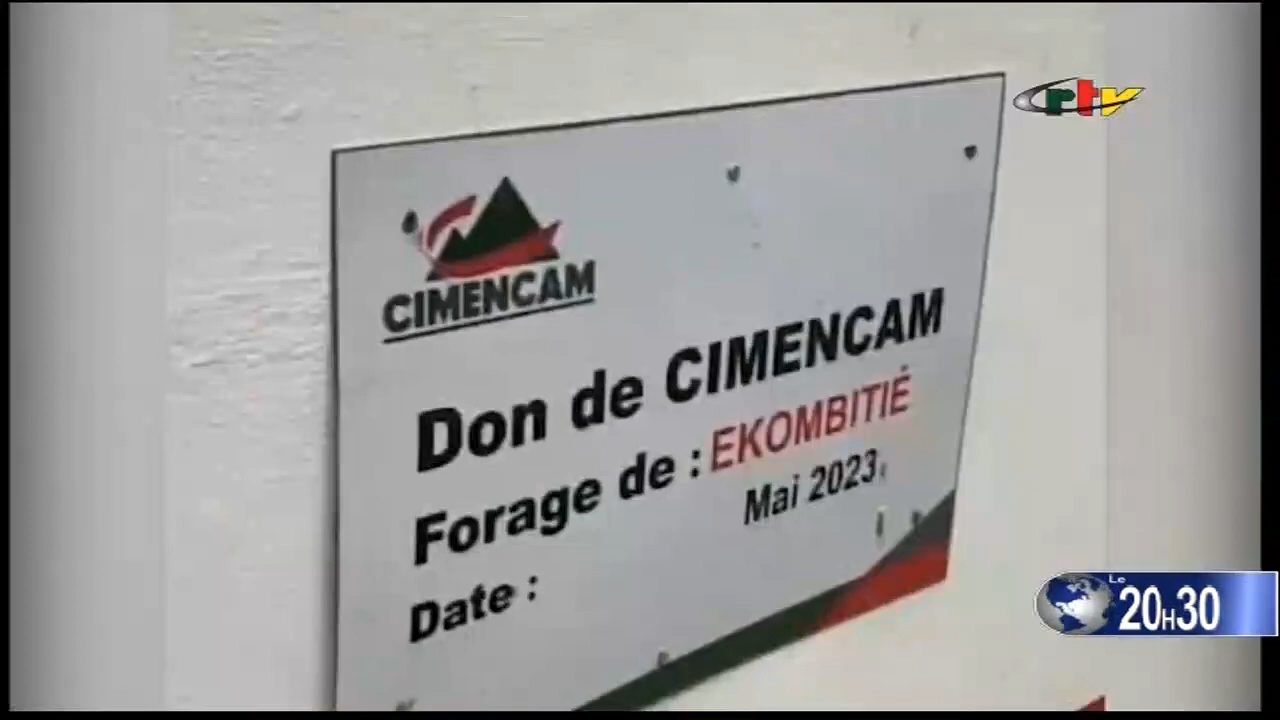 crtv
CIMENCAM
Don de CIMENCAM
Forage de : EKOMBITIÉ
Mai 2023
Date :
Le
20H30